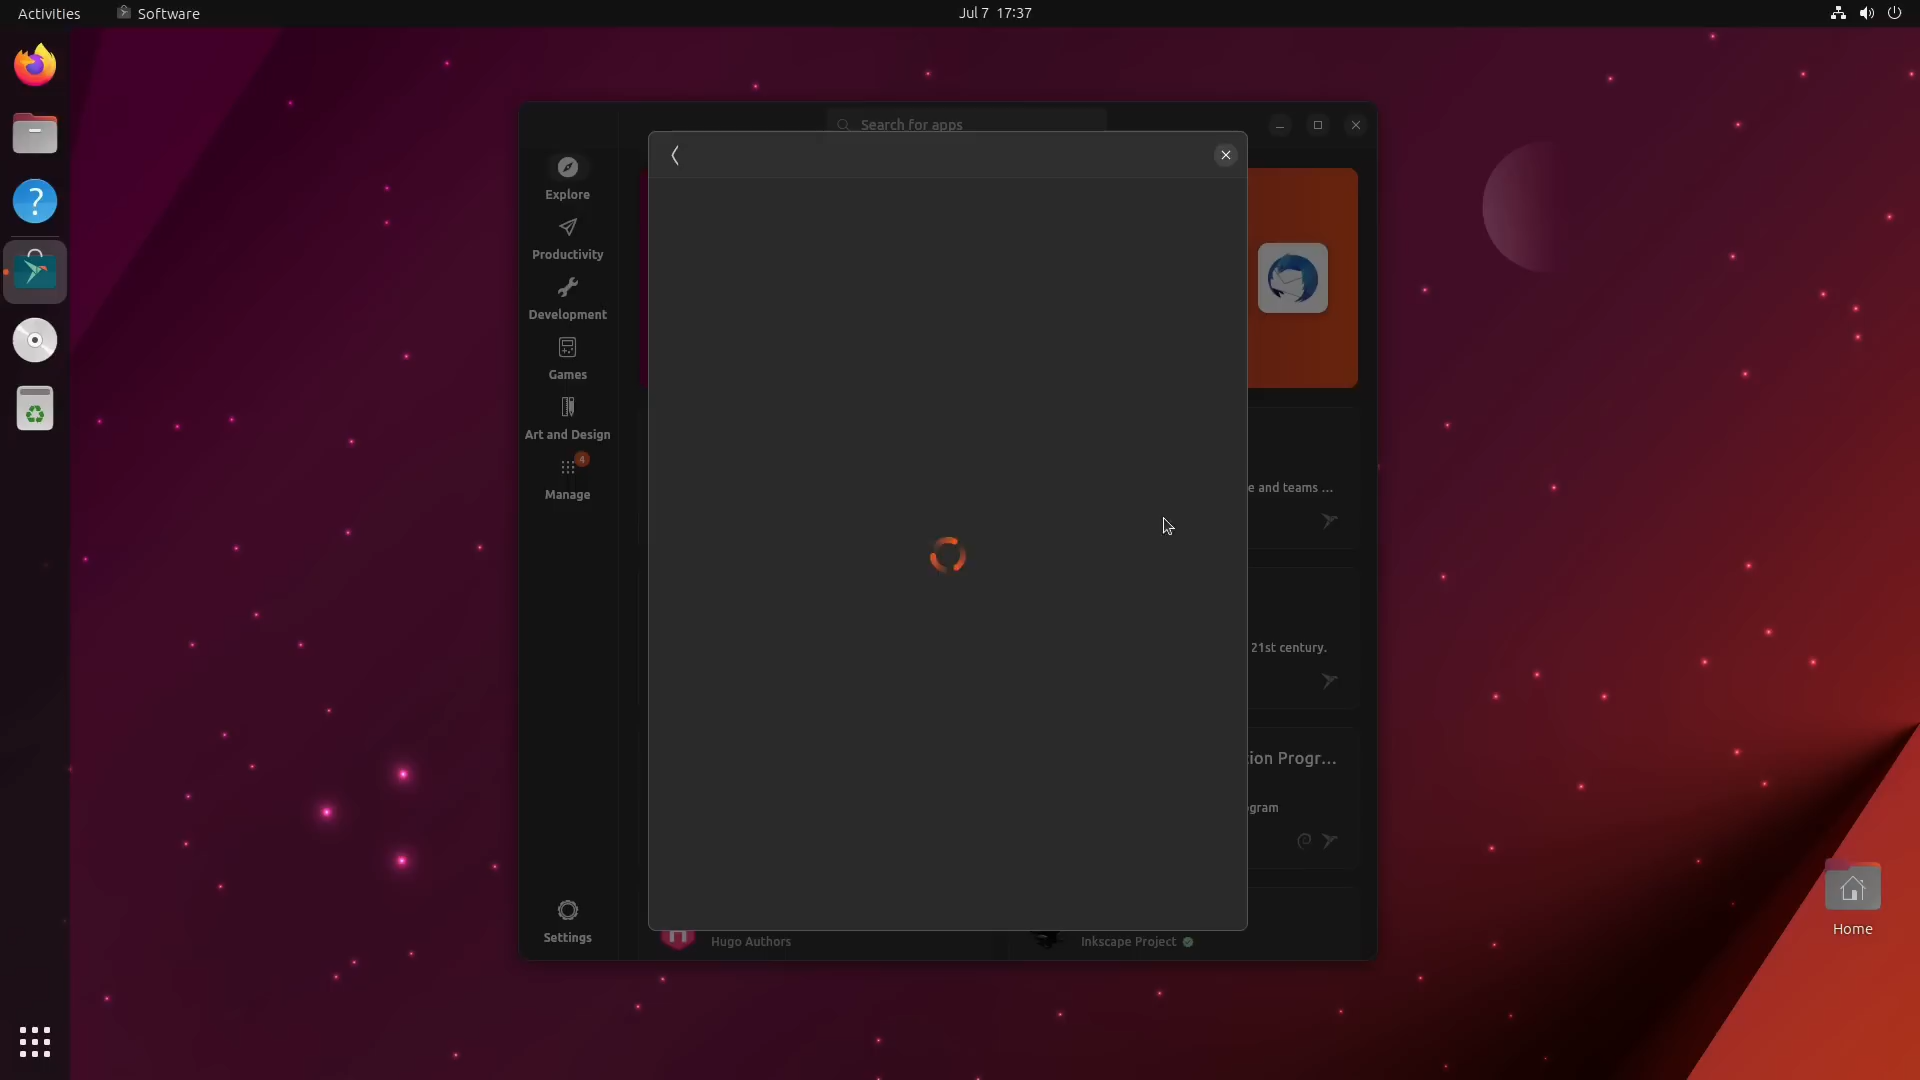 Activities
Software
Jul 7 17:37
Search for apps
Explore
Productivity
Development
Games
Art and Design
4
Manage
Settings
e and teams ...
21st century.
ion Progr...
gram
Hugo Authors
Inkscape Project
Home